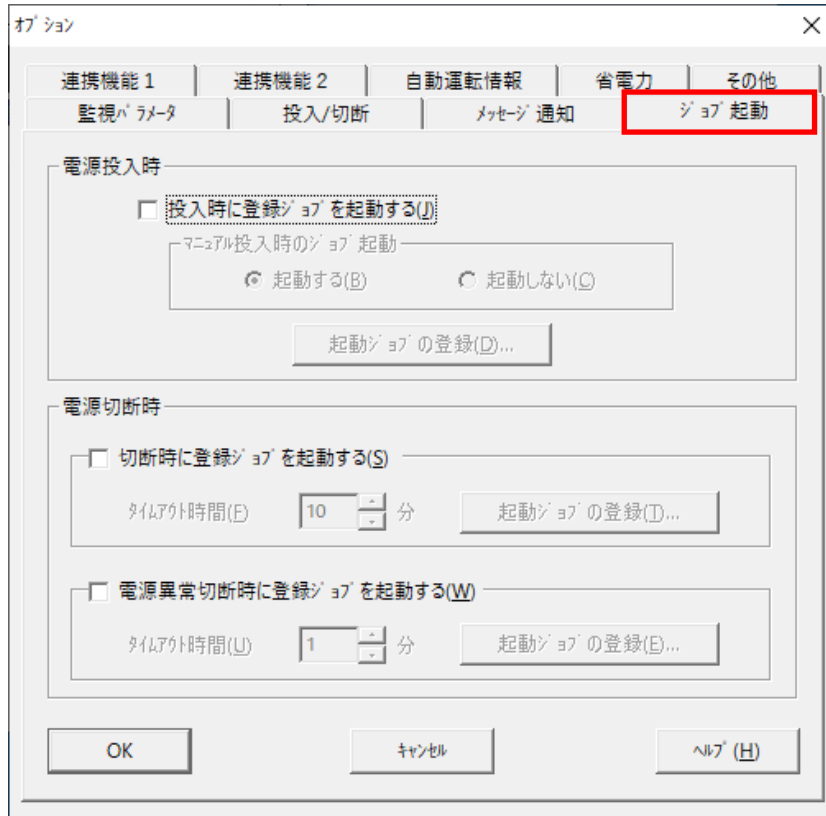 ｵﾌﾟｼｮﾝ
連携機能１ 連携機能２ 自動運転情報 省電力 その他
監視ﾊﾟﾗﾒｰﾀ 投入/切断 ﾒｯｾｰｼﾞ通知 ｼﾞｮﾌﾞ起動
電源投入時
投入時に登録ｼﾞｮﾌﾞを起動する(J)
ﾏﾆｭｱﾙ投入時のｼﾞｮﾌﾞ起動
起動する(B) 起動しない(C)
起動ｼﾞｮﾌﾞの登録(D)...
電源切断時
切断時に登録ｼﾞｮﾌﾞを起動する(S)
ﾀｲﾑｱｳﾄ時間(F) 10 分 起動ｼﾞｮﾌﾞの登録(T)...
電源異常切断時に登録ｼﾞｮﾌﾞを起動する(W)
ﾀｲﾑｱｳﾄ時間(U) 1 分 起動ｼﾞｮﾌﾞの登録(E)...
OK ｷｬﾝｾﾙ ﾍﾙﾌﾟ(H)